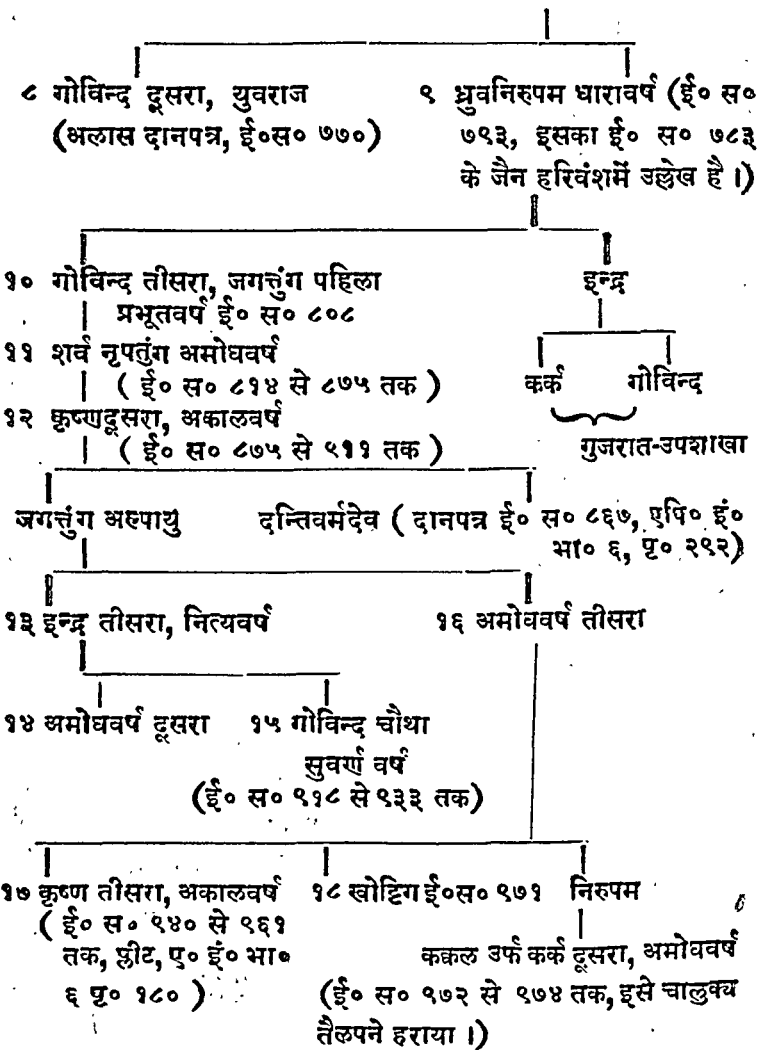 ८ गोविन्द दूसरा, युवराज
(अलास दानपत्र, ई०स० ७७०)
९ ध्रुवनिरुपम धारावर्ष (ई० स०
७९३, इसका ई० स० ७८३
के जैन हरिवंशमें उल्लेख है ।)
१० गोविन्द तीसरा, जगत्तुंग पहिला
प्रभूतवर्ष ई० स० ८०८
इन्द्र
११ शर्व नृपतुंग अमोघवर्ष
( ई० स० ८१४ से ८७५ तक )
कर्क गोविन्द
१२ कृष्णदूसरा, अकालवर्ष
( ई० स० ८७५ से ९११ तक )
गुजरात-उपशाखा
जगत्तुंग अल्पायु
दन्तिवर्मदेव ( दानपत्र ई० स० ८६७, एपि० इं०
भा० ६, पृ० २९२)
१३ इन्द्र तीसरा, नित्यवर्ष
१६ अमोघवर्ष तीसरा
१४ अमोघवर्ष दूसरा
१५ गोविन्द चौथा
सुवर्ण वर्ष
(ई० स० ९१८ से ९३३ तक)
१७ कृष्ण तीसरा, अकालवर्ष
( ई० स० ९४० से ९६१
तक, फ्लीट, ए० इं० भा०
६ पृ० १८० )
१८ खोट्टिग ई०स० ९७१
निरुपम
कक्कल उर्फ कर्क दूसरा, अमोघवर्ष
(ई० स० ९७२ से ९७४ तक, इसे चालुक्य
तैलपने हराया ।)